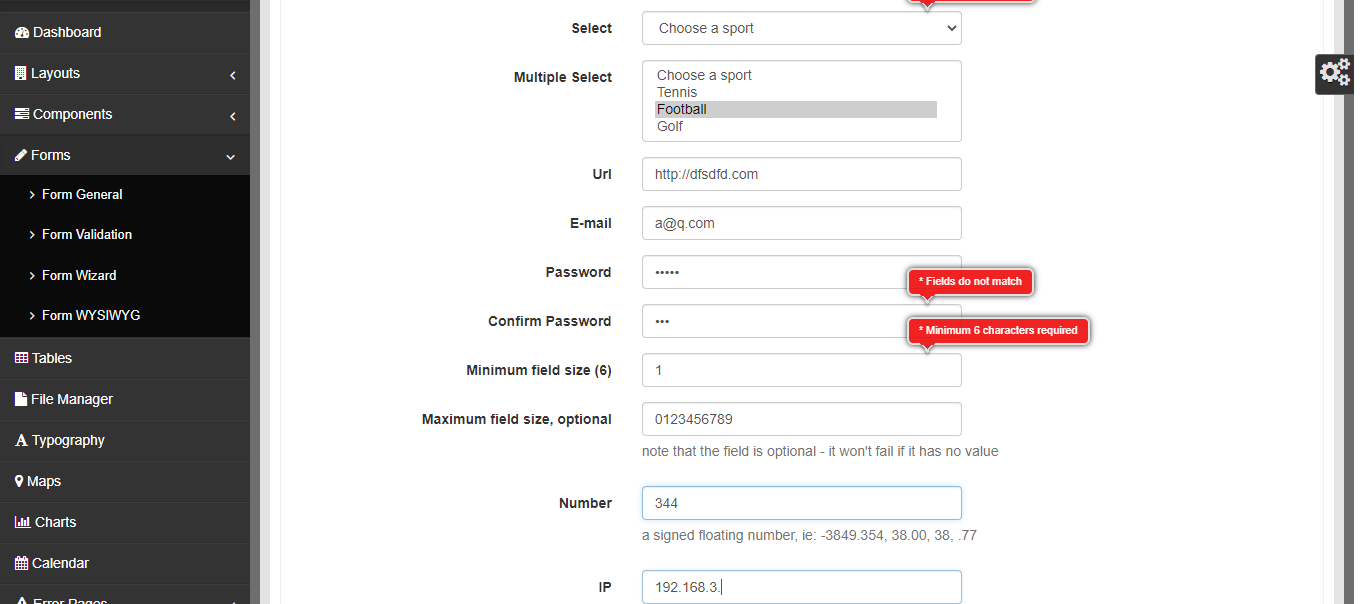 Dashboard
Layouts
Components
Forms
Form General
Form Validation
Form Wizard
Form WYSIWYG
Tables
File Manager
Typography
Maps
Charts
Calendar
Error Pages
Select
Choose a sport
Multiple Select
Choose a sport
Tennis
Football
Golf
Url
http://dfsdfd.com
E-mail
a@q.com
Password
•••••
* Fields do not match
Confirm Password
•••
* Minimum 6 characters required
Minimum field size (6)
1
Maximum field size, optional
0123456789
note that the field is optional - it won't fail if it has no value
Number
344
a signed floating number, ie: -3849.354, 38.00, 38, .77
IP
192.168.3.